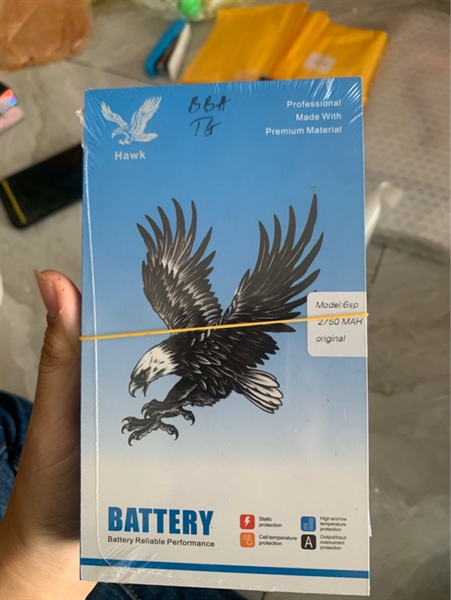 Hawk
BBA
TG
Professional
Made With
Premium Material
Model:6sp
2750 MAH
original
BATTERY
Battery Reliable Performance
Static
protection
High and low
temperature
protection
Cell temperature
protection
A
Output/input
overcurrent
protection